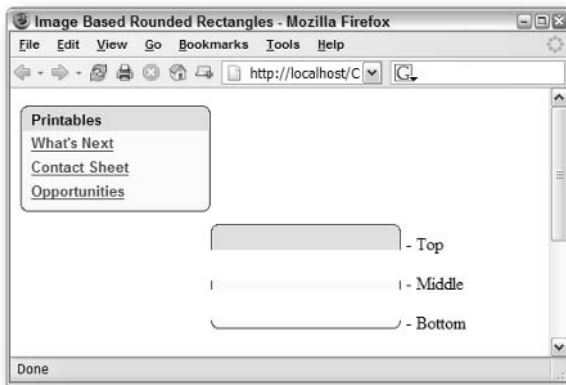 Image Based Rounded Rectangles - Mozilla Firefox
File Edit View Go Bookmarks Tools Help
http://localhost/C G
Printables
What's Next
Contact Sheet
Opportunities
- Top
- Middle
- Bottom
Done